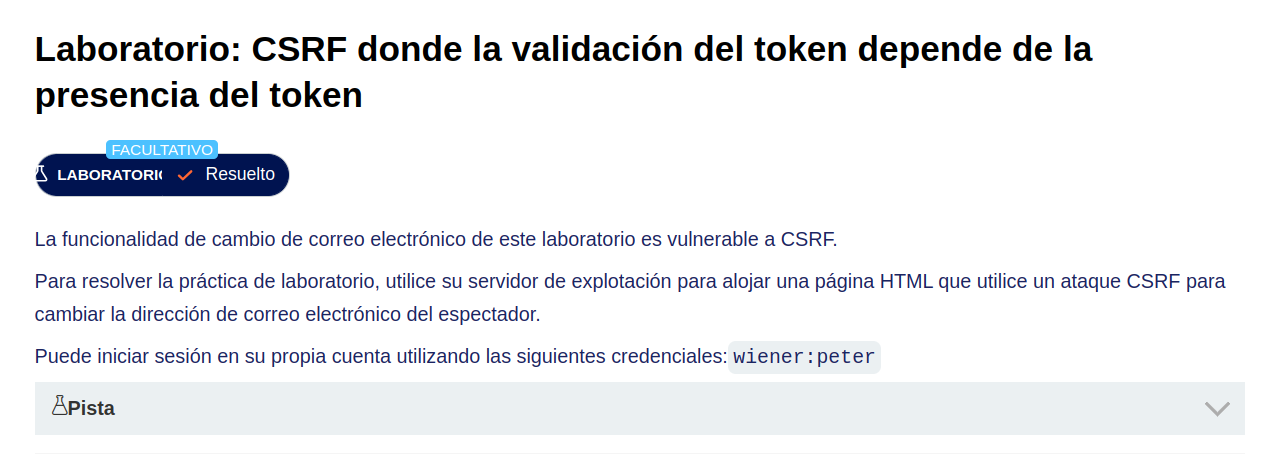 Laboratorio: CSRF donde la validación del token depende de la
presencia del token
FACULTATIVO
LABORATORIO Resuelto
La funcionalidad de cambio de correo electrónico de este laboratorio es vulnerable a CSRF.
Para resolver la práctica de laboratorio, utilice su servidor de explotación para alojar una página HTML que utilice un ataque CSRF para
cambiar la dirección de correo electrónico del espectador.
Puede iniciar sesión en su propia cuenta utilizando las siguientes credenciales: wiener:peter
Pista